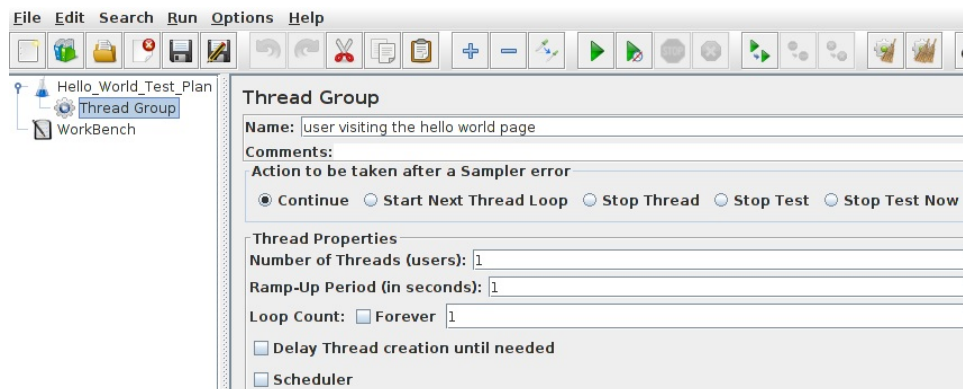 File Edit Search Run Options Help
Hello_World_Test_Plan
Thread Group
WorkBench
Thread Group
Name: user visiting the hello world page
Comments:
Action to be taken after a Sampler error
Continue Start Next Thread Loop Stop Thread Stop Test Stop Test Now
Thread Properties
Number of Threads (users): 1
Ramp-Up Period (in seconds): 1
Loop Count: Forever 1
Delay Thread creation until needed
Scheduler